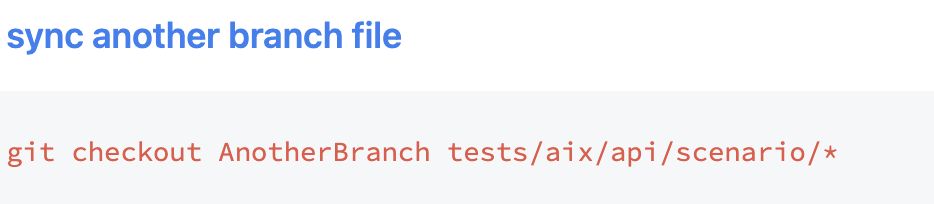 sync another branch file
git checkout AnotherBranch tests/aix/api/scenario/*